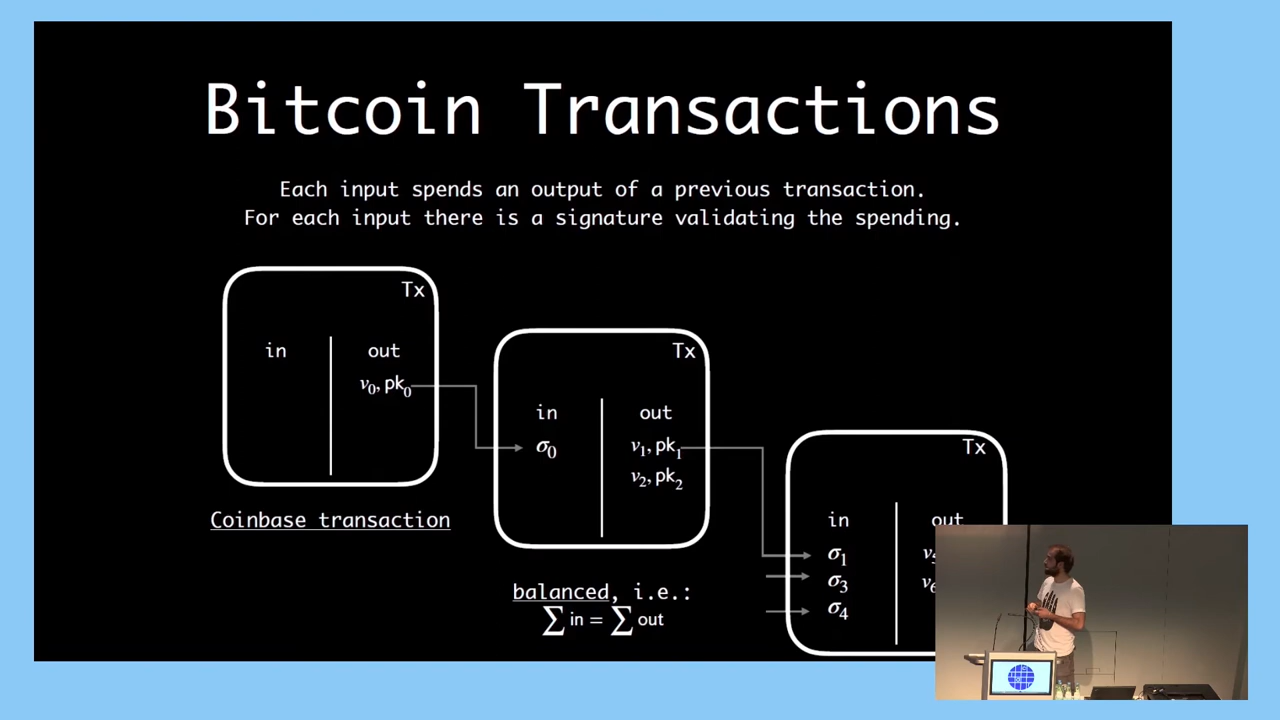 Bitcoin Transactions
Each input spends an output of a previous transaction.
For each input there is a signature validating the spending.
Tx
in out
v₀, pk₀
Coinbase transaction
Tx
in out
σ₀ v₁, pk₁
v₂, pk₂
balanced, i.e.:
∑ in = ∑ out
Tx
in out
σ₁
σ₃
σ₄